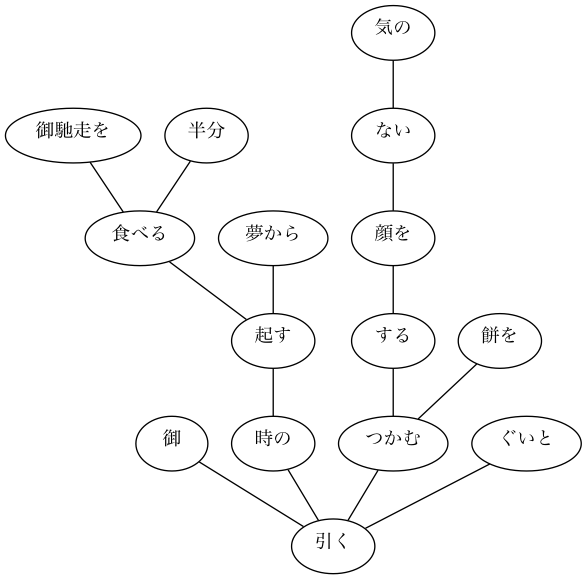 気の
御馳走を 半分 ない
食べる 夢から 顔を
起す する 餅を
御 時の つかむ ぐいと
引く